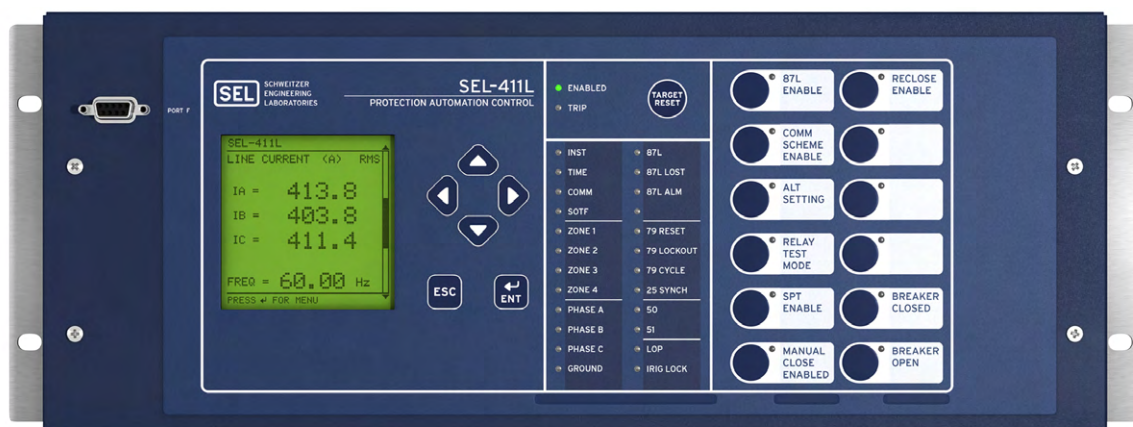 PORT F
SEL
SCHWEITZER
ENGINEERING
LABORATORIES
SEL-411L
PROTECTION AUTOMATION CONTROL
SEL-411L
LINE CURRENT (A) RMS
IA = 413.8
IB = 403.8
IC = 411.4
FREQ = 60.00 Hz
PRESS ↵ FOR MENU
ESC
ENT
ENABLED
TRIP
TARGET
RESET
INST
TIME
COMM
SOTF
ZONE 1
ZONE 2
ZONE 3
ZONE 4
PHASE A
PHASE B
PHASE C
GROUND
87L
87L LOST
87L ALM
79 RESET
79 LOCKOUT
79 CYCLE
25 SYNCH
50
51
LOP
IRIG LOCK
87L
ENABLE
COMM
SCHEME
ENABLE
ALT
SETTING
RELAY
TEST
MODE
SPT
ENABLE
MANUAL
CLOSE
ENABLED
RECLOSE
ENABLE
BREAKER
CLOSED
BREAKER
OPEN